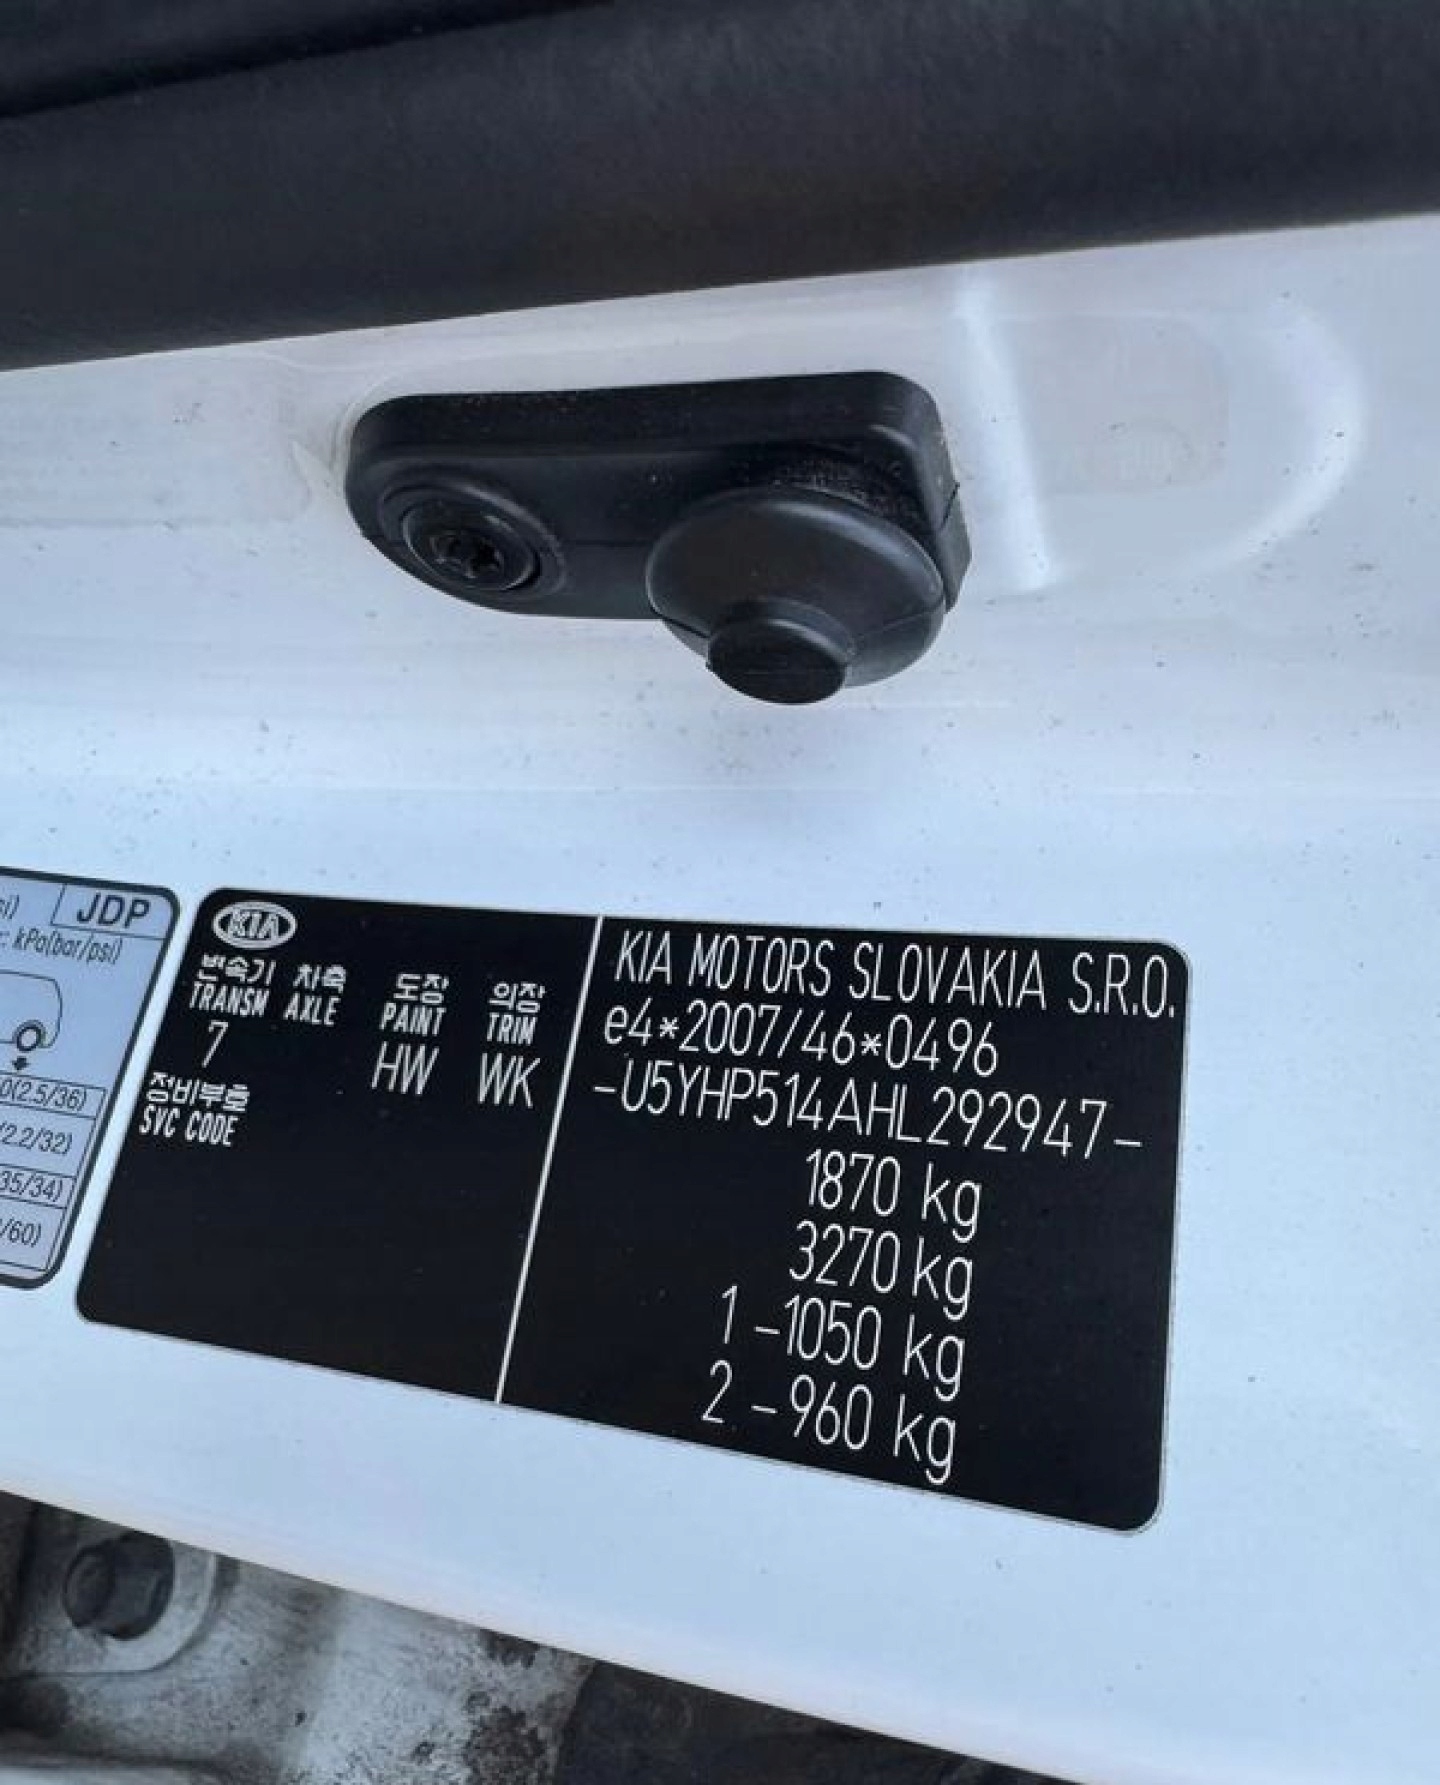 JDP
kPa(bar/psi)
(2.5/36)
(2.2/32)
35/34)
/60)
KIA
변속기 차축 도장 의장
TRANSM AXLE PAINT TRIM
7 HW WK
정비부호
SVC CODE
KIA MOTORS SLOVAKIA S.R.O.
e4*2007/46*0496
-U5YHP514AHL292947-
1870 kg
3270 kg
1 -1050 kg
2 -960 kg